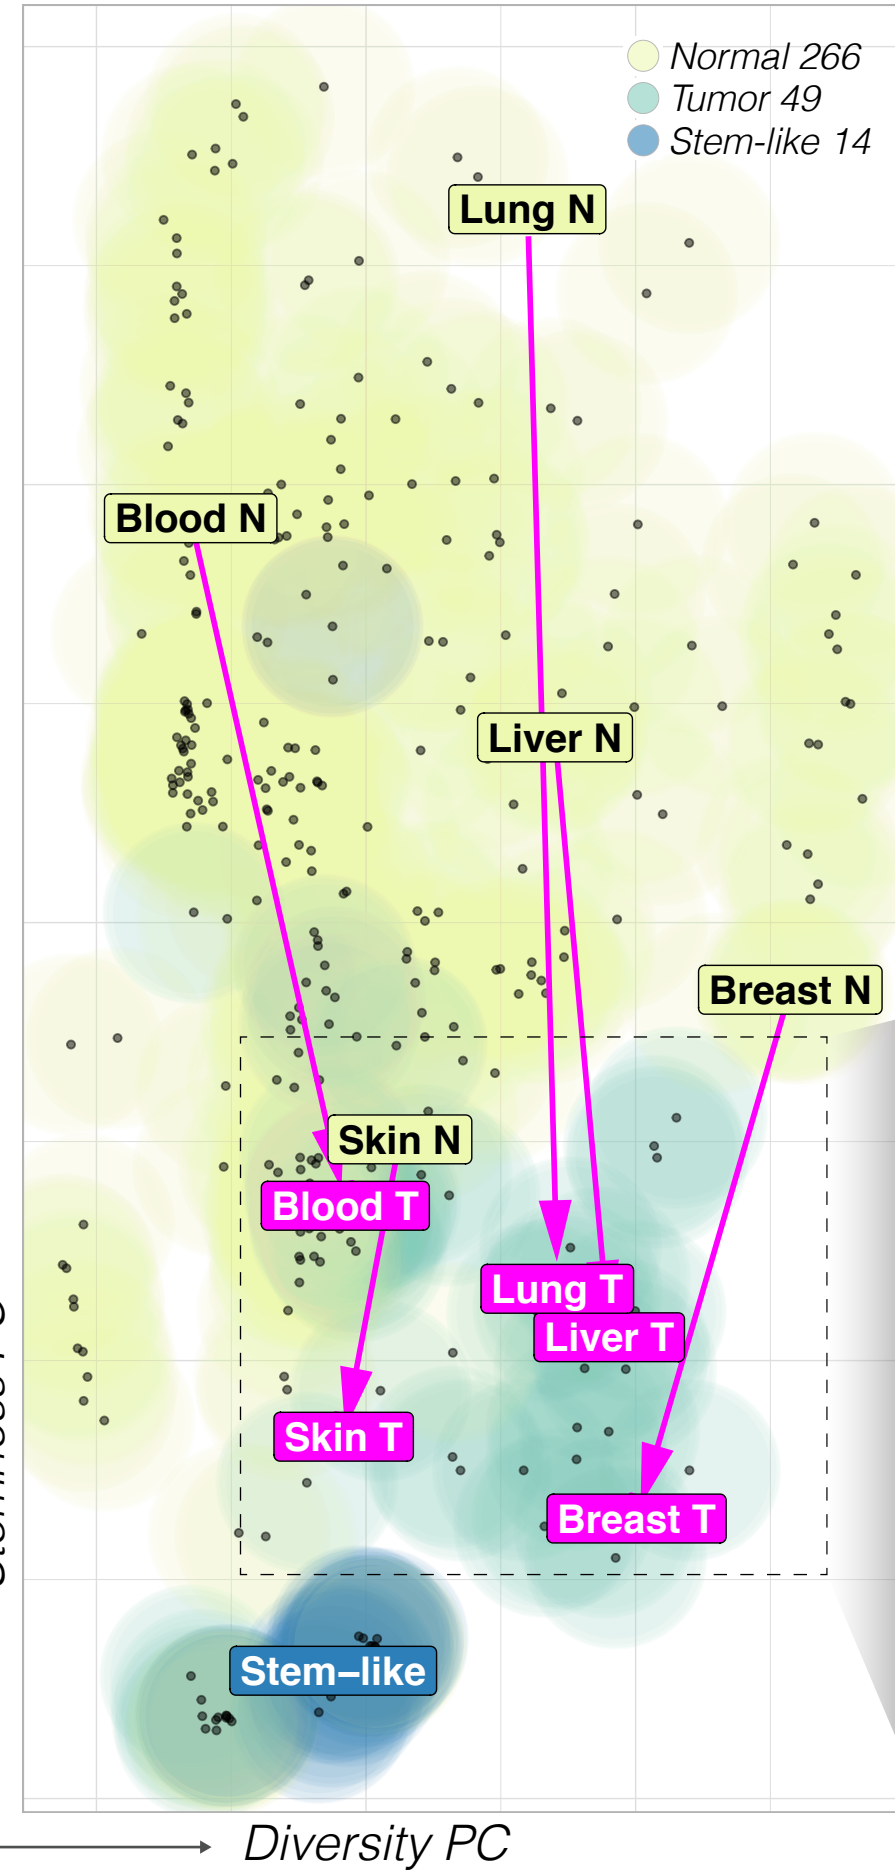 Normal 266
Tumor 49
Stem-like 14
Lung N
Blood N
Liver N
Breast N
Skin N
Blood T
Lung T
Liver T
Skin T
Breast T
Stem–like
Diversity PC